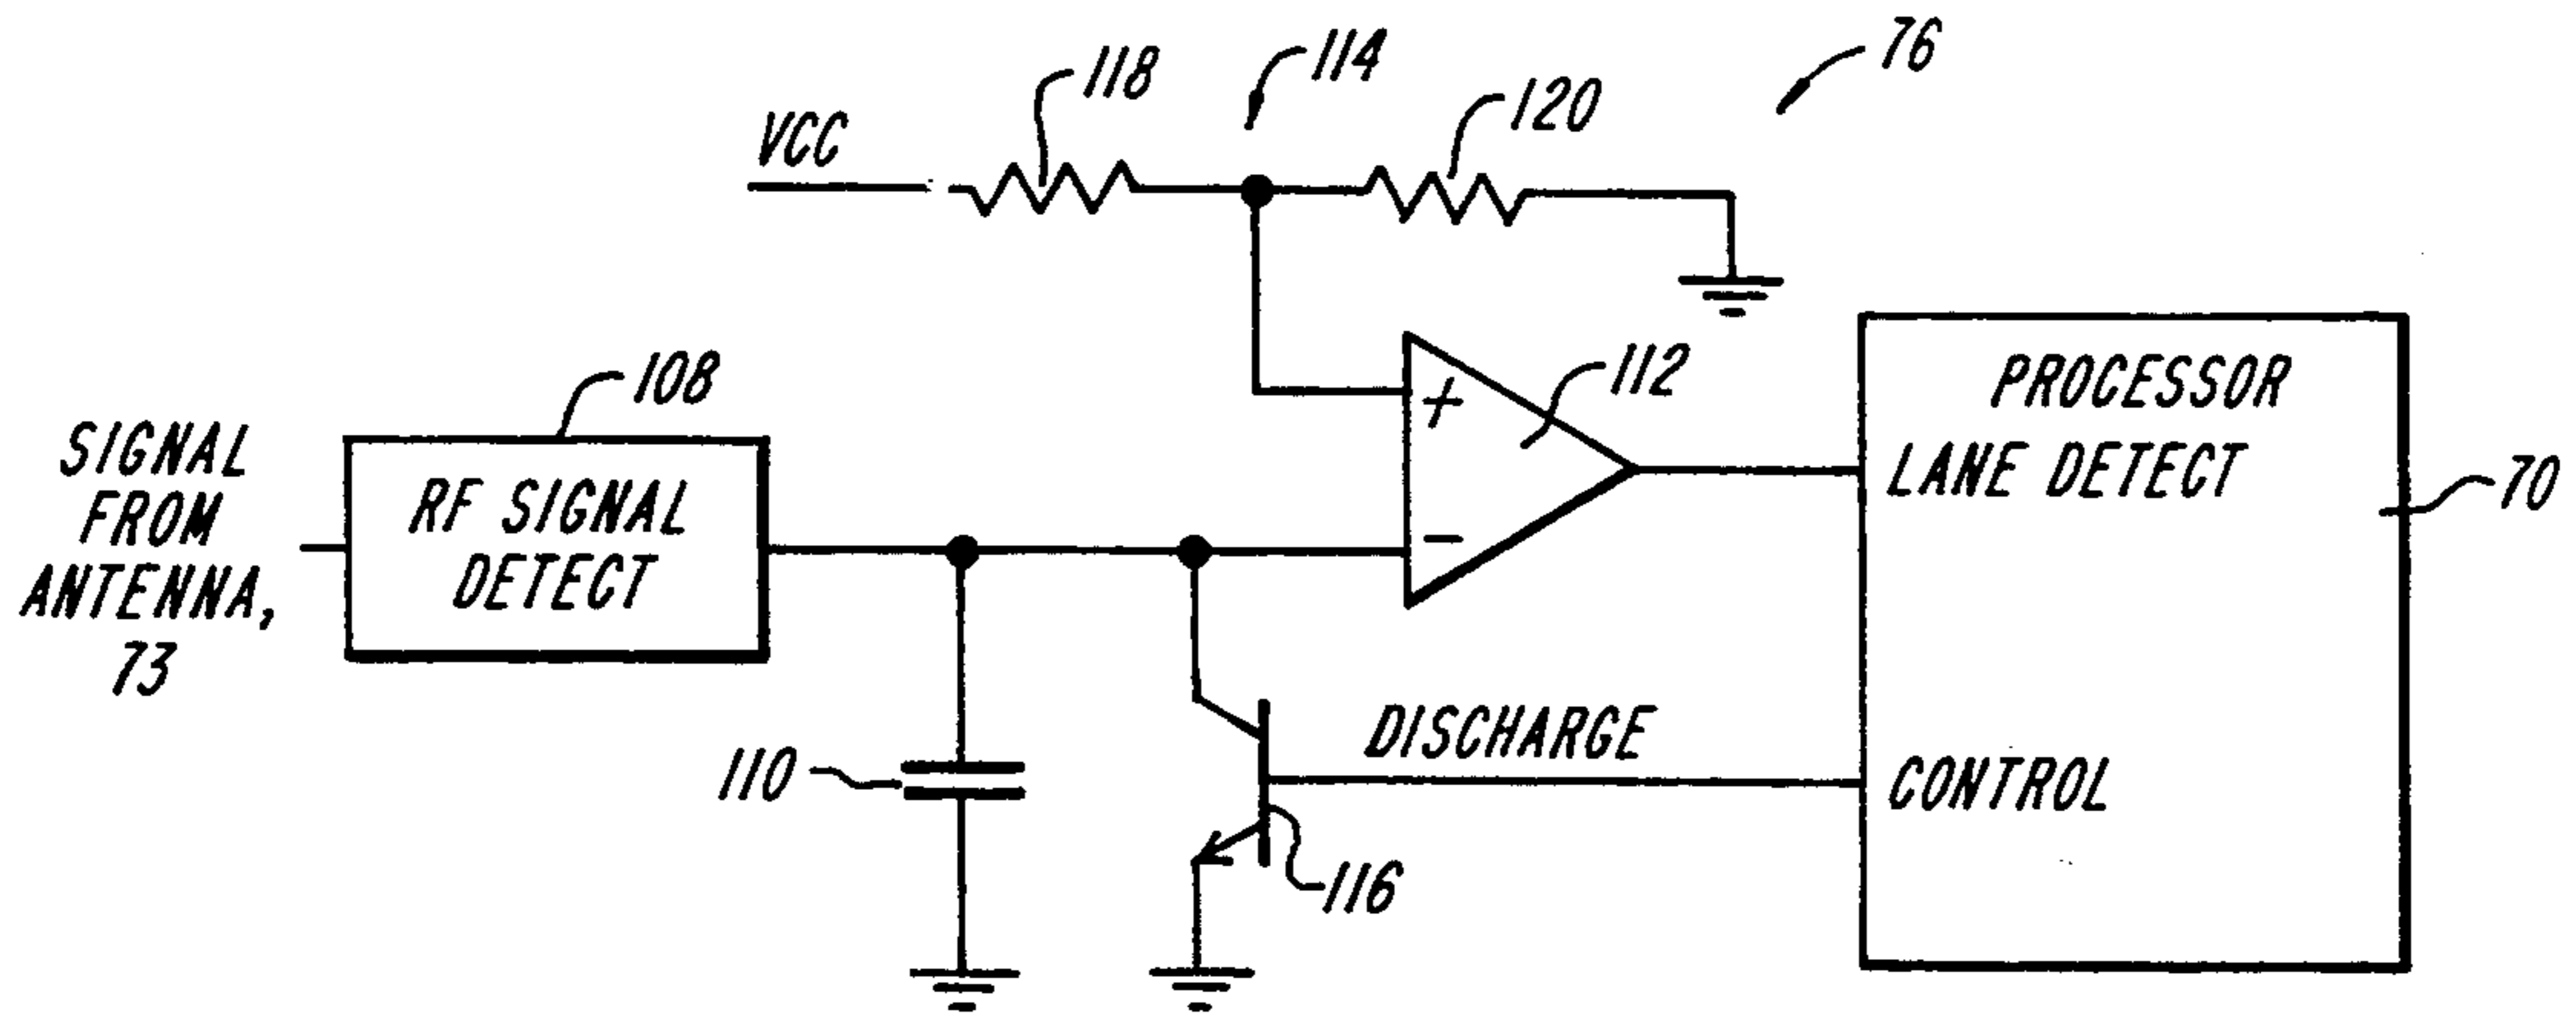 118
114
76
VCC
120
108
112
PROCESSOR
LANE DETECT
70
SIGNAL
FROM
ANTENNA,
73
RF SIGNAL
DETECT
+
-
110
DISCHARGE
CONTROL
116